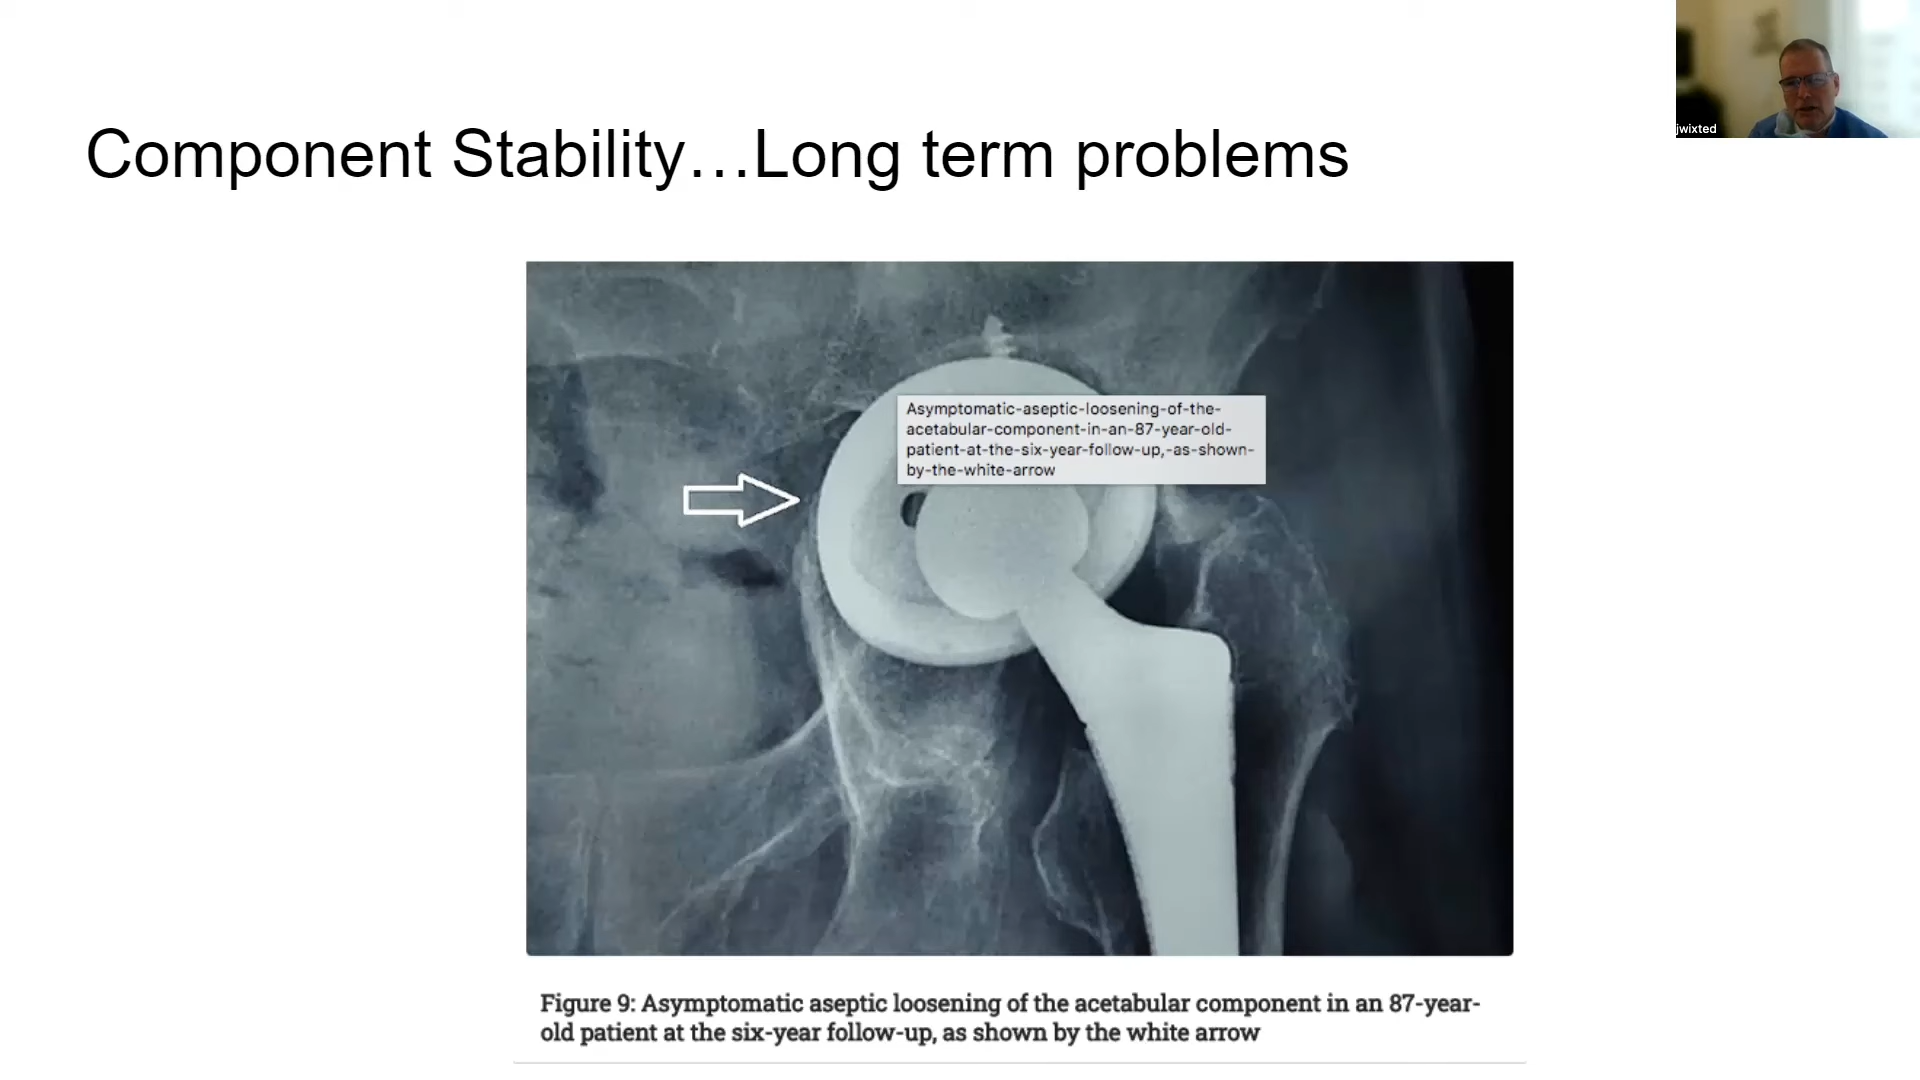 jwixted
Component Stability…Long term problems
Asymptomatic-aseptic-loosening-of-the-
acetabular-component-in-an-87-year-old-
patient-at-the-six-year-follow-up,-as-shown-
by-the-white-arrow
Figure 9: Asymptomatic aseptic loosening of the acetabular component in an 87-year-
old patient at the six-year follow-up, as shown by the white arrow